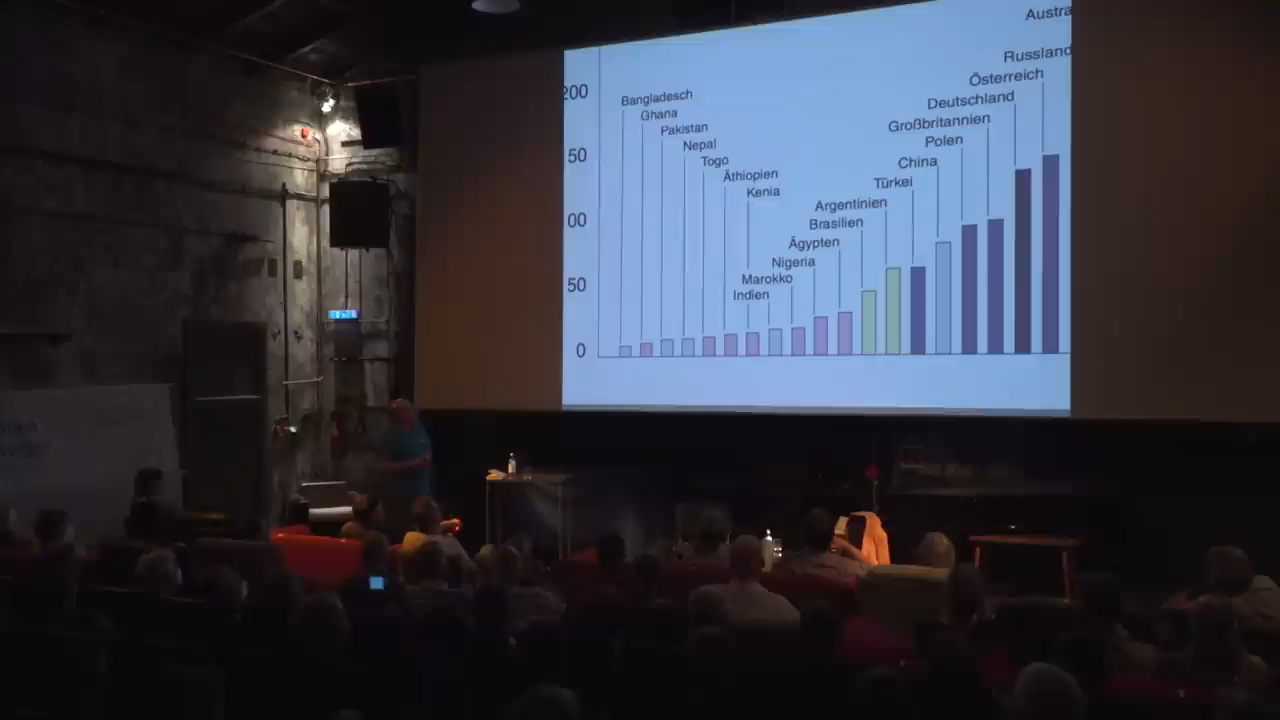 Austra
Russland
Österreich
200
Bangladesch
Deutschland
Ghana
Großbritannien
Pakistan
Polen
Nepal
50
Togo
China
Äthiopien
Türkei
Kenia
Argentinien
00
Brasilien
Ägypten
Nigeria
Marokko
50
Indien
0